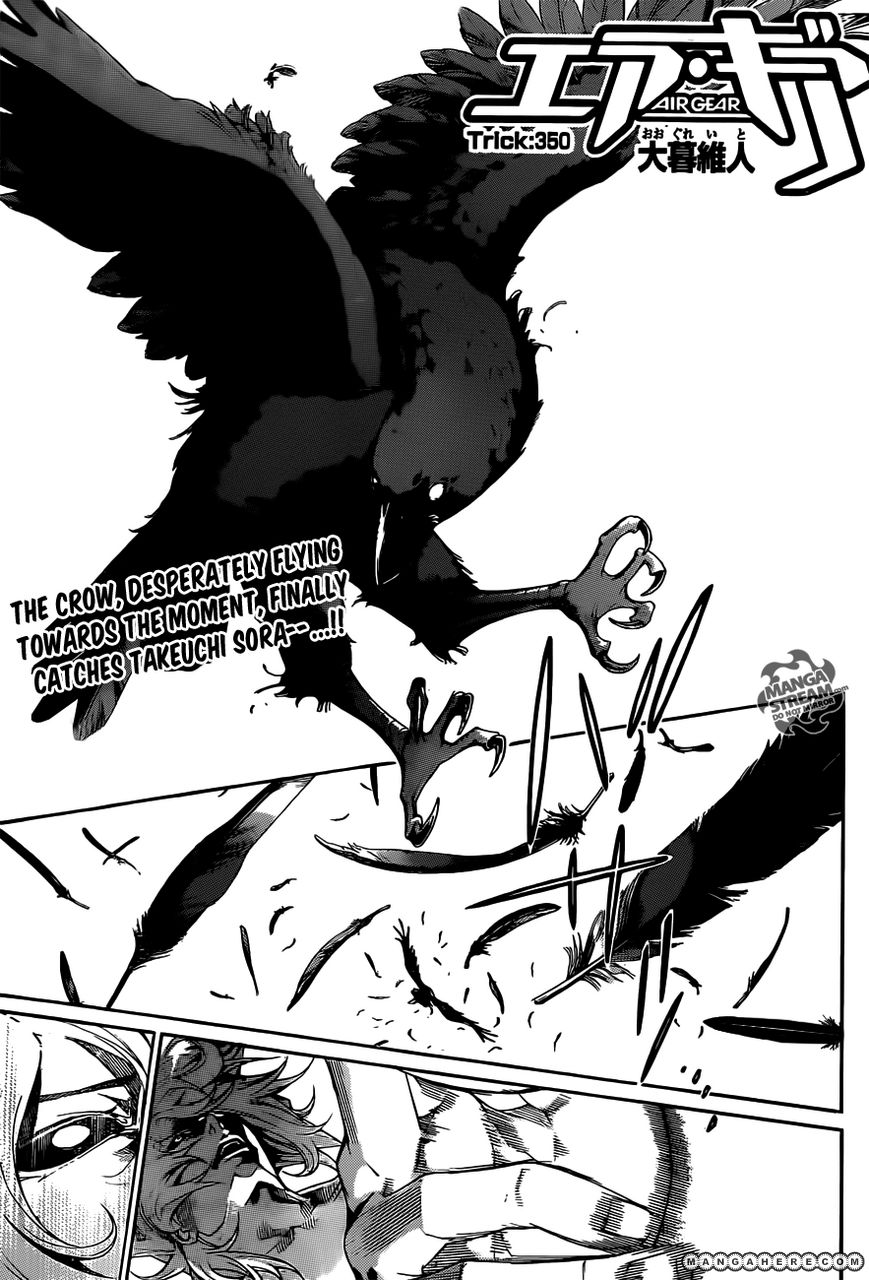 エア・ギア
AIR GEAR
Trick:350
おおぐれいと
大暮維人
THE CROW, DESPERATELY FLYING
TOWARDS THE MOMENT, FINALLY
CATCHES TAKEUCHI SORA-- ...!!
MANGA
STREAM.com
DO NOT MIRROR
MANGAHERE.COM